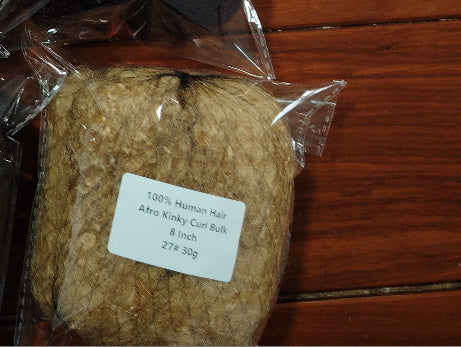 100% Human Hair
Afro Kinky Curl Bulk
8 Inch
27# 30g